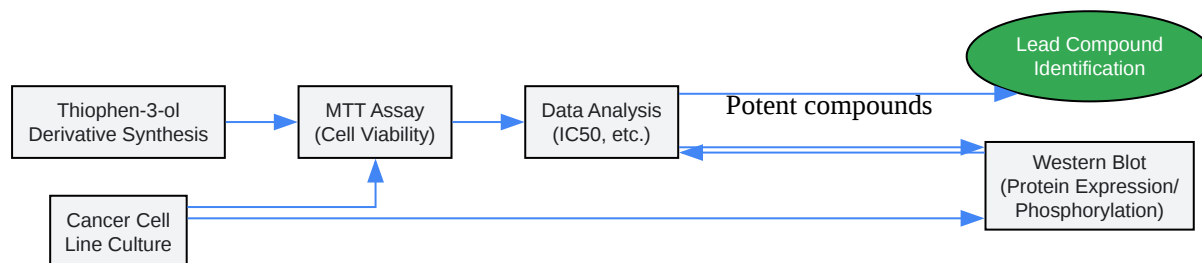 Lead Compound
Identification
Thiophen-3-ol
Derivative Synthesis
MTT Assay
(Cell Viability)
Data Analysis
(IC50, etc.)
Potent compounds
Western Blot
(Protein Expression/
Phosphorylation)
Cancer Cell
Line Culture